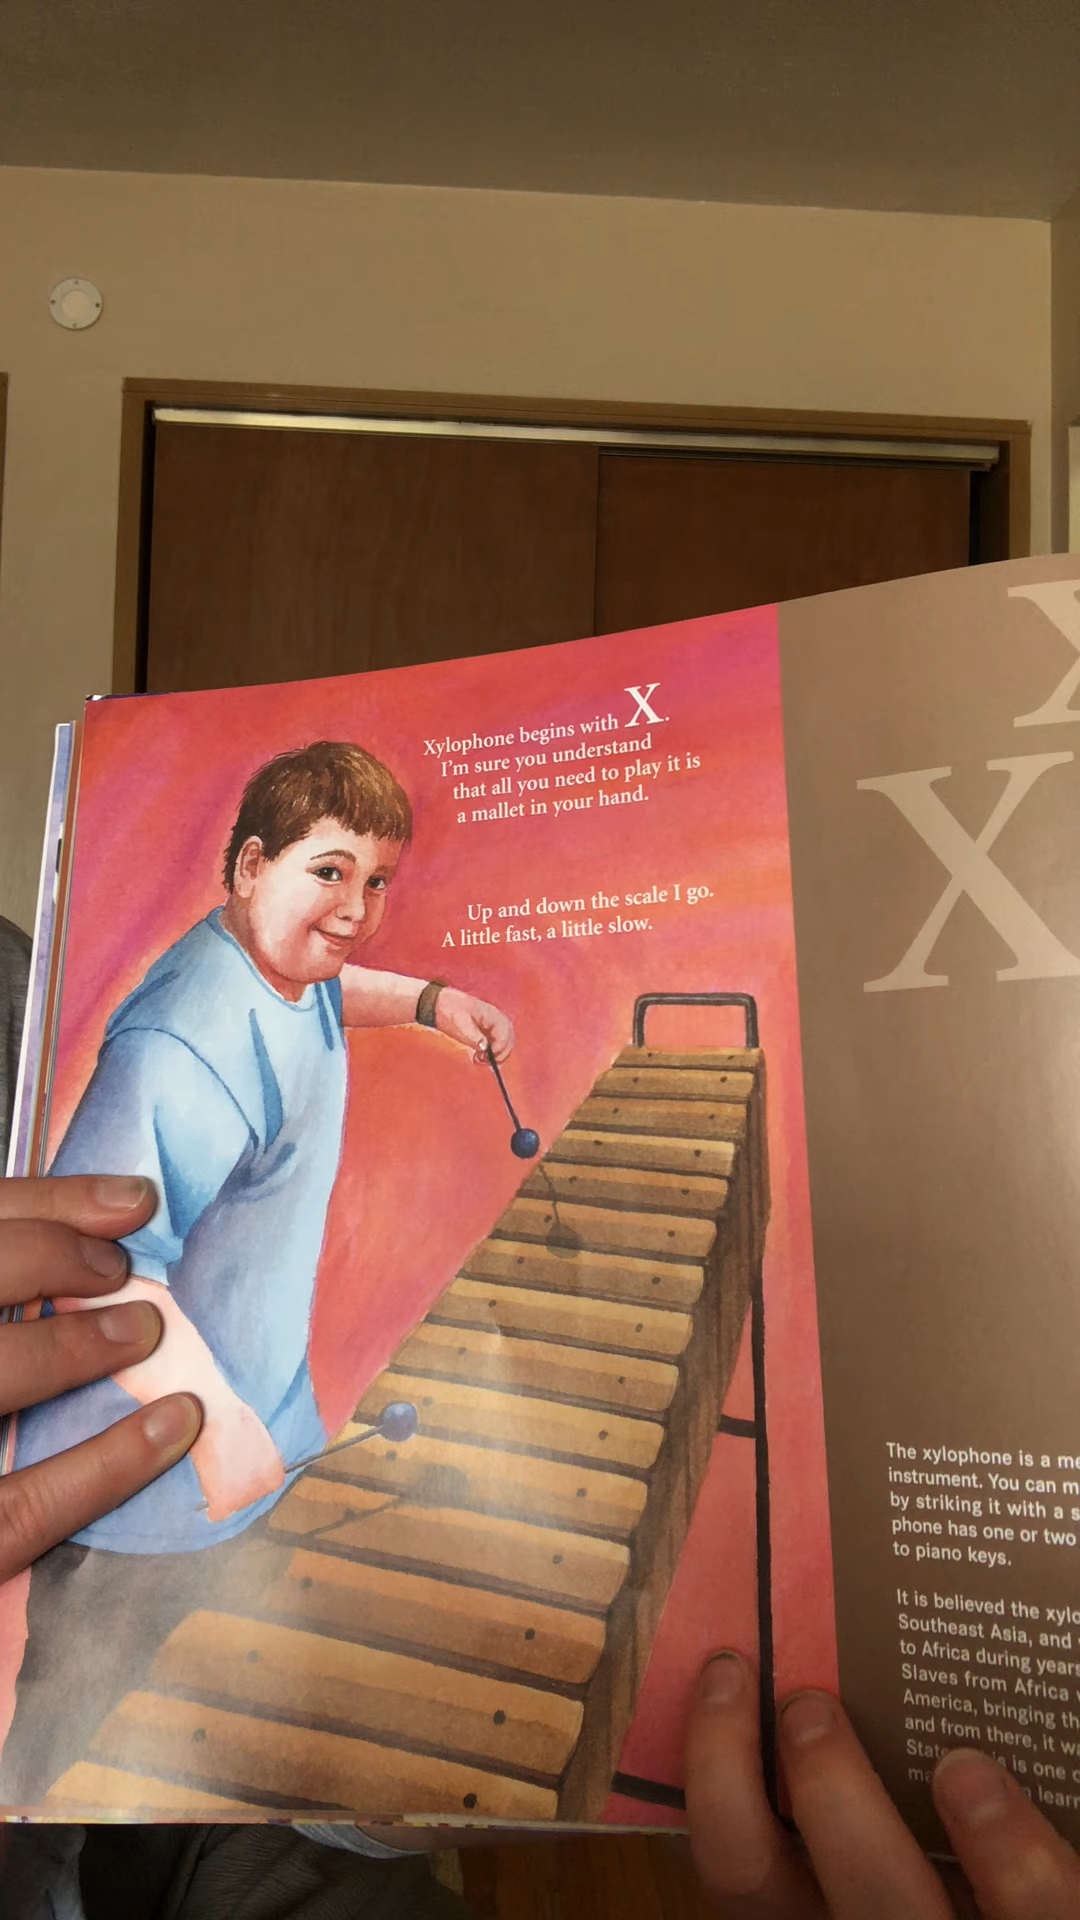 Xylophone begins with X.
I'm sure you understand
that all you need to play it is
a mallet in your hand.
Up and down the scale I go.
A little fast, a little slow.
X
X
The xylophone is a
instrument. You can
by striking it with a
phone has one or two
to piano keys.
It is believed the
Southeast Asia, and
to Africa during years
Slaves from Africa
America, bringing
and from there, it
is one
learn